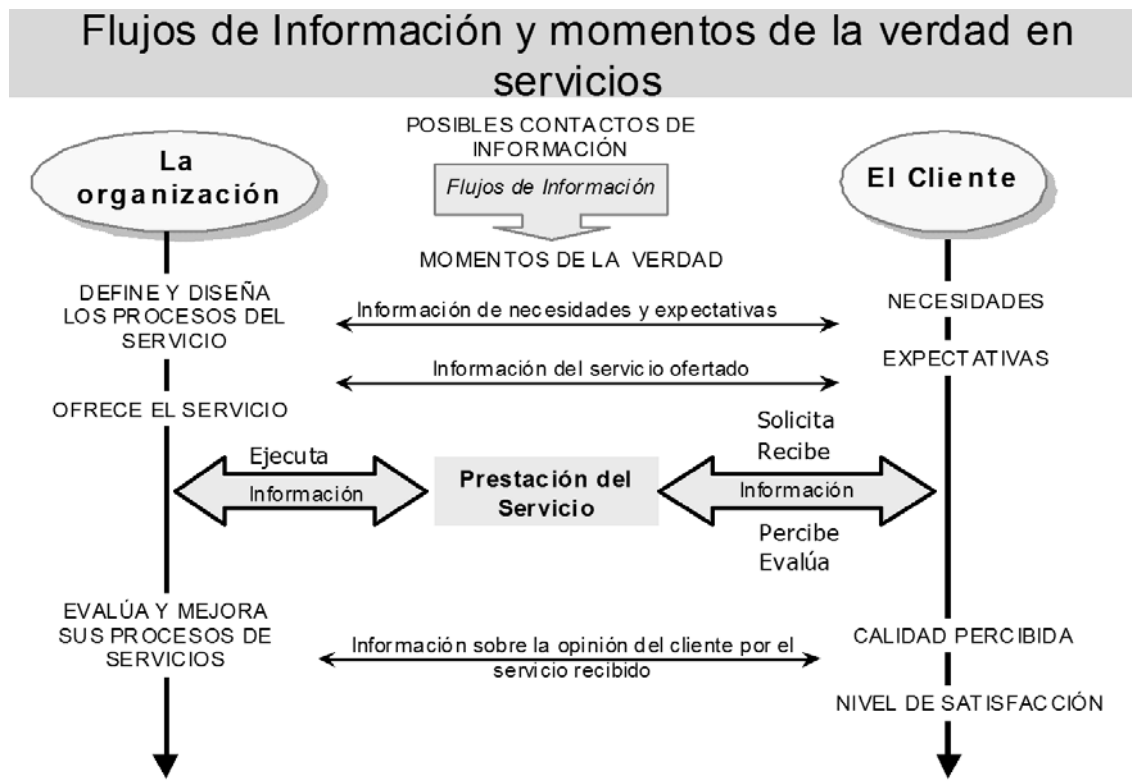 Flujos de Información y momentos de la verdad en
servicios
POSIBLES CONTACTOS DE
INFORMACIÓN
La
organización
Flujos de Información
El Cliente
MOMENTOS DE LA VERDAD
DEFINE Y DISEÑA
LOS PROCESOS DEL
SERVICIO
Información de necesidades y expectativas
NECESIDADES
EXPECTATIVAS
Información del servicio ofertado
OFRECE EL SERVICIO
Ejecuta
Información
Prestación del
Servicio
Solicita
Recibe
Información
Percibe
Evalúa
EVALÚA Y MEJORA
SUS PROCESOS DE
SERVICIOS
Información sobre la opinión del cliente por el
servicio recibido
CALIDAD PERCIBIDA
NIVEL DE SATISFACCIÓN